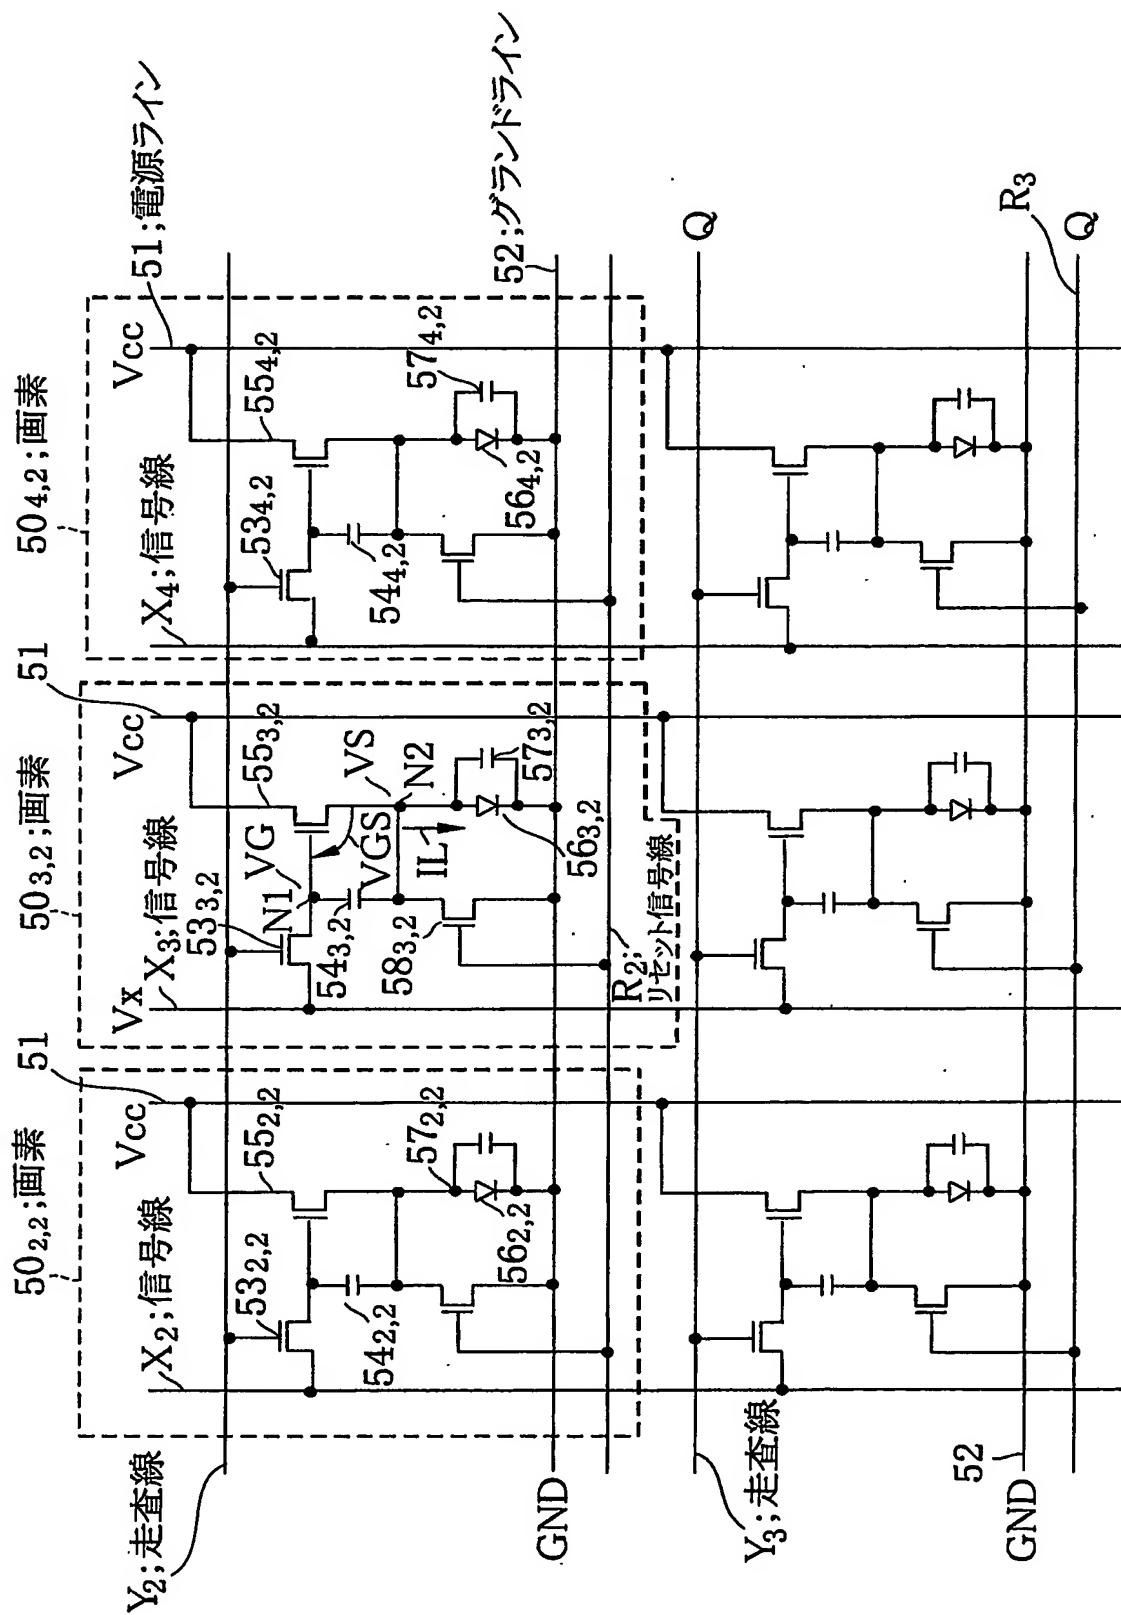 50₂,₂;画素
50₃,₂;画素
50₄,₂;画素
51
51
51;電源ライン
X₂;信号線
Vcc
Vx
X₃;信号線
Vcc
X₄;信号線
Vcc
Y₂;走査線
53₂,₂
55₂,₂
53₃,₂
N1
VG
55₃,₂
53₄,₂
55₄,₂
54₂,₂
57₂,₂
56₂,₂
54₃,₂
VGS
VS
N2
IL
58₃,₂
57₃,₂
56₃,₂
54₄,₂
57₄,₂
56₄,₂
GND
52;グランドライン
R₂;
リセット信号線
Y₃;走査線
Q
GND
52
R₃
Q